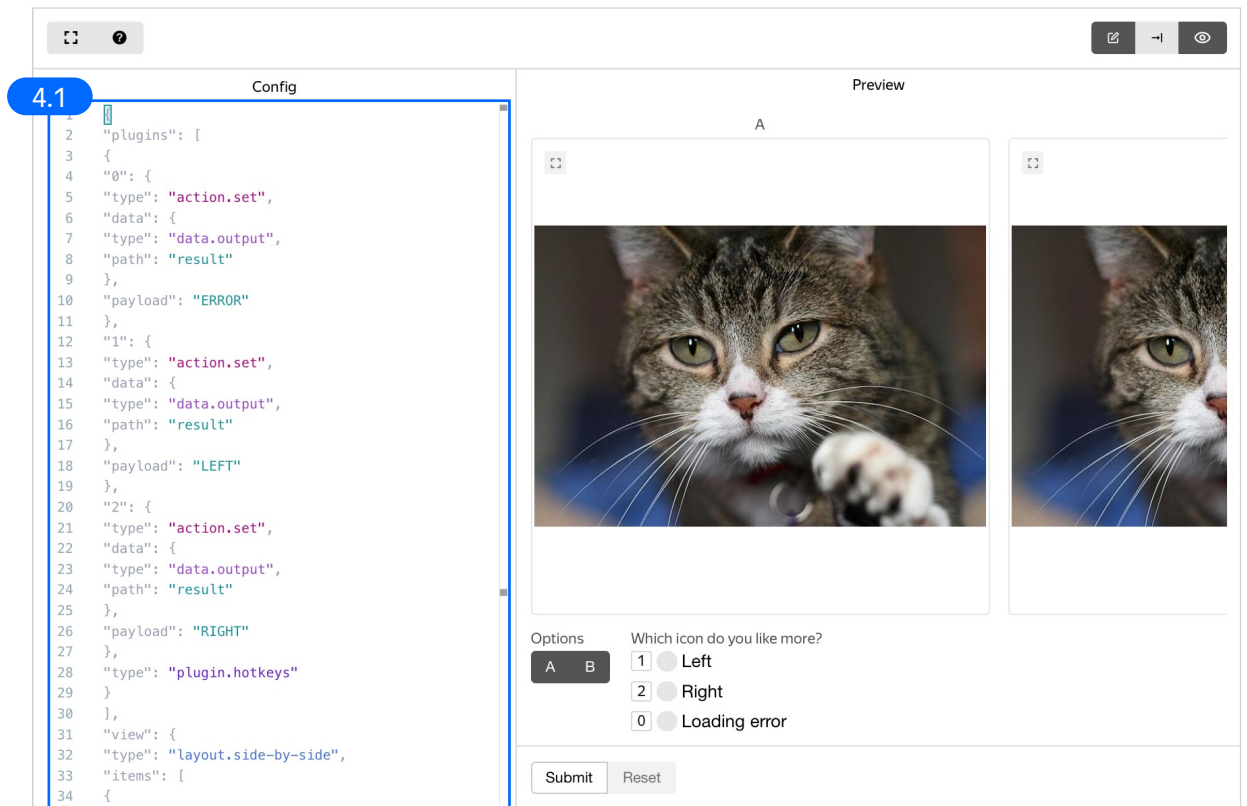 Config
Preview
4.1
1 {
2 "plugins": [
3 {
4 "0": {
5 "type": "action.set",
6 "data": {
7 "type": "data.output",
8 "path": "result"
9 },
10 "payload": "ERROR"
11 },
12 "1": {
13 "type": "action.set",
14 "data": {
15 "type": "data.output",
16 "path": "result"
17 },
18 "payload": "LEFT"
19 },
20 "2": {
21 "type": "action.set",
22 "data": {
23 "type": "data.output",
24 "path": "result"
25 },
26 "payload": "RIGHT"
27 },
28 "type": "plugin.hotkeys"
29 }
30 ],
31 "view": {
32 "type": "layout.side-by-side",
33 "items": [
34 {
A
Options
A B
Which icon do you like more?
1 Left
2 Right
0 Loading error
Submit Reset